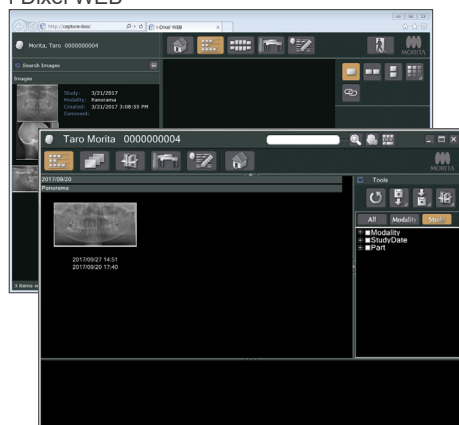 i-Dixel WEB
http://capture-box/
i-Dixel WEB
Morita, Taro 0000000004
MORITA
Search Images
Images
Study: 3/21/2017
Modality: Panorama
Created: 3/21/2017 3:08:55 PM
Comment:
Taro Morita 0000000004
MORITA
2017/09/20
Panorama
Tools
All Modality Study
Modality
StudyDate
Part
2017/09/27 14:51
2017/09/20 17:40